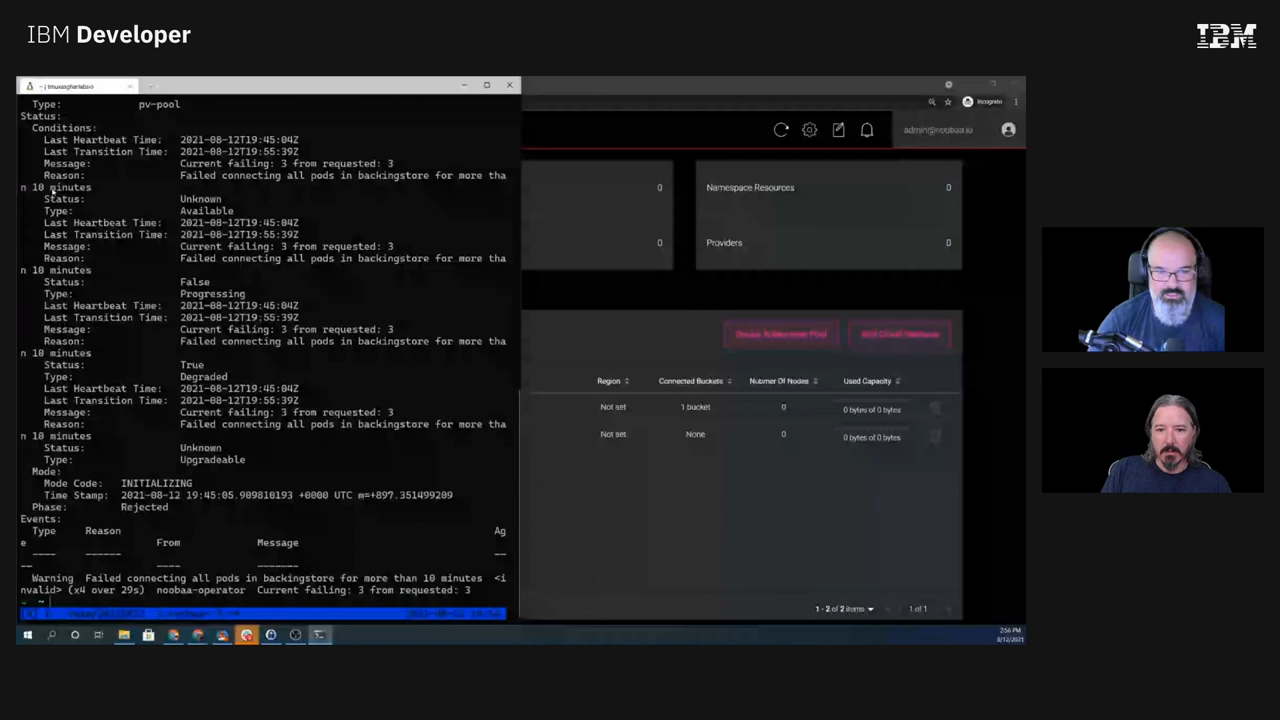 IBM Developer
IBM
Type: pv-pool
Status:
Conditions:
Last Heartbeat Time: 2021-08-12T19:45:04Z
Last Transition Time: 2021-08-12T19:55:39Z
Message: Current failing: 3 from requested: 3
Reason: Failed connecting all pods in backingstore for more tha
n 10 minutes
Status: Unknown
Type: Available
Last Heartbeat Time: 2021-08-12T19:45:04Z
Last Transition Time: 2021-08-12T19:55:39Z
Message: Current failing: 3 from requested: 3
Reason: Failed connecting all pods in backingstore for more tha
n 10 minutes
Status: False
Type: Progressing
Last Heartbeat Time: 2021-08-12T19:45:04Z
Last Transition Time: 2021-08-12T19:55:39Z
Message: Current failing: 3 from requested: 3
Reason: Failed connecting all pods in backingstore for more tha
n 10 minutes
Status: True
Type: Degraded
Last Heartbeat Time: 2021-08-12T19:45:04Z
Last Transition Time: 2021-08-12T19:55:39Z
Message: Current failing: 3 from requested: 3
Reason: Failed connecting all pods in backingstore for more tha
n 10 minutes
Status: Unknown
Type: Upgradeable
Mode:
Mode Code: INITIALIZING
Time Stamp: 2021-08-12 19:45:05.909810193 +0000 UTC m=+897.351499209
Phase: Rejected
Events:
Type Reason Ag
e From Message
---- ------ --
-- ---- -------
Warning Failed connecting all pods in backingstore for more than 10 minutes <i
nvalid> (x4 over 29s) noobaa-operator Current failing: 3 from requested: 3
~
Incognito
admin@noobaa.io
0 Namespace Resources 0
0 Providers 0
Region Connected Buckets Number Of Nodes Used Capacity
Not set 1 bucket 0 0 bytes of 0 bytes
Not set None 0 0 bytes of 0 bytes
1 - 2 of 2 items 1 of 1
2:56 PM
8/12/2021